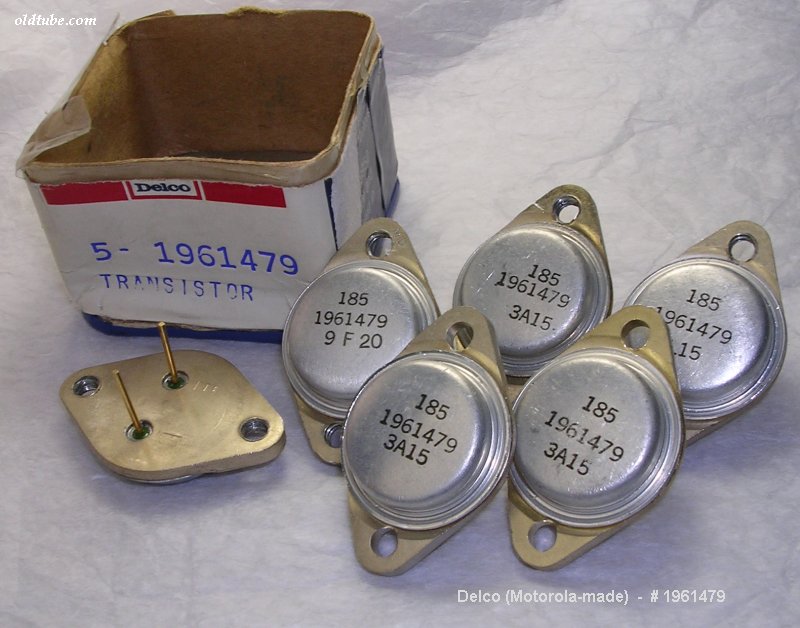 oldtube.com
Delco
5- 1961479
TRANSISTOR
185
1961479
9 F 20
185
1961479
3A15
185
1961479
.15
185
1961479
3A15
185
1961479
3A15
Delco (Motorola-made) - # 1961479